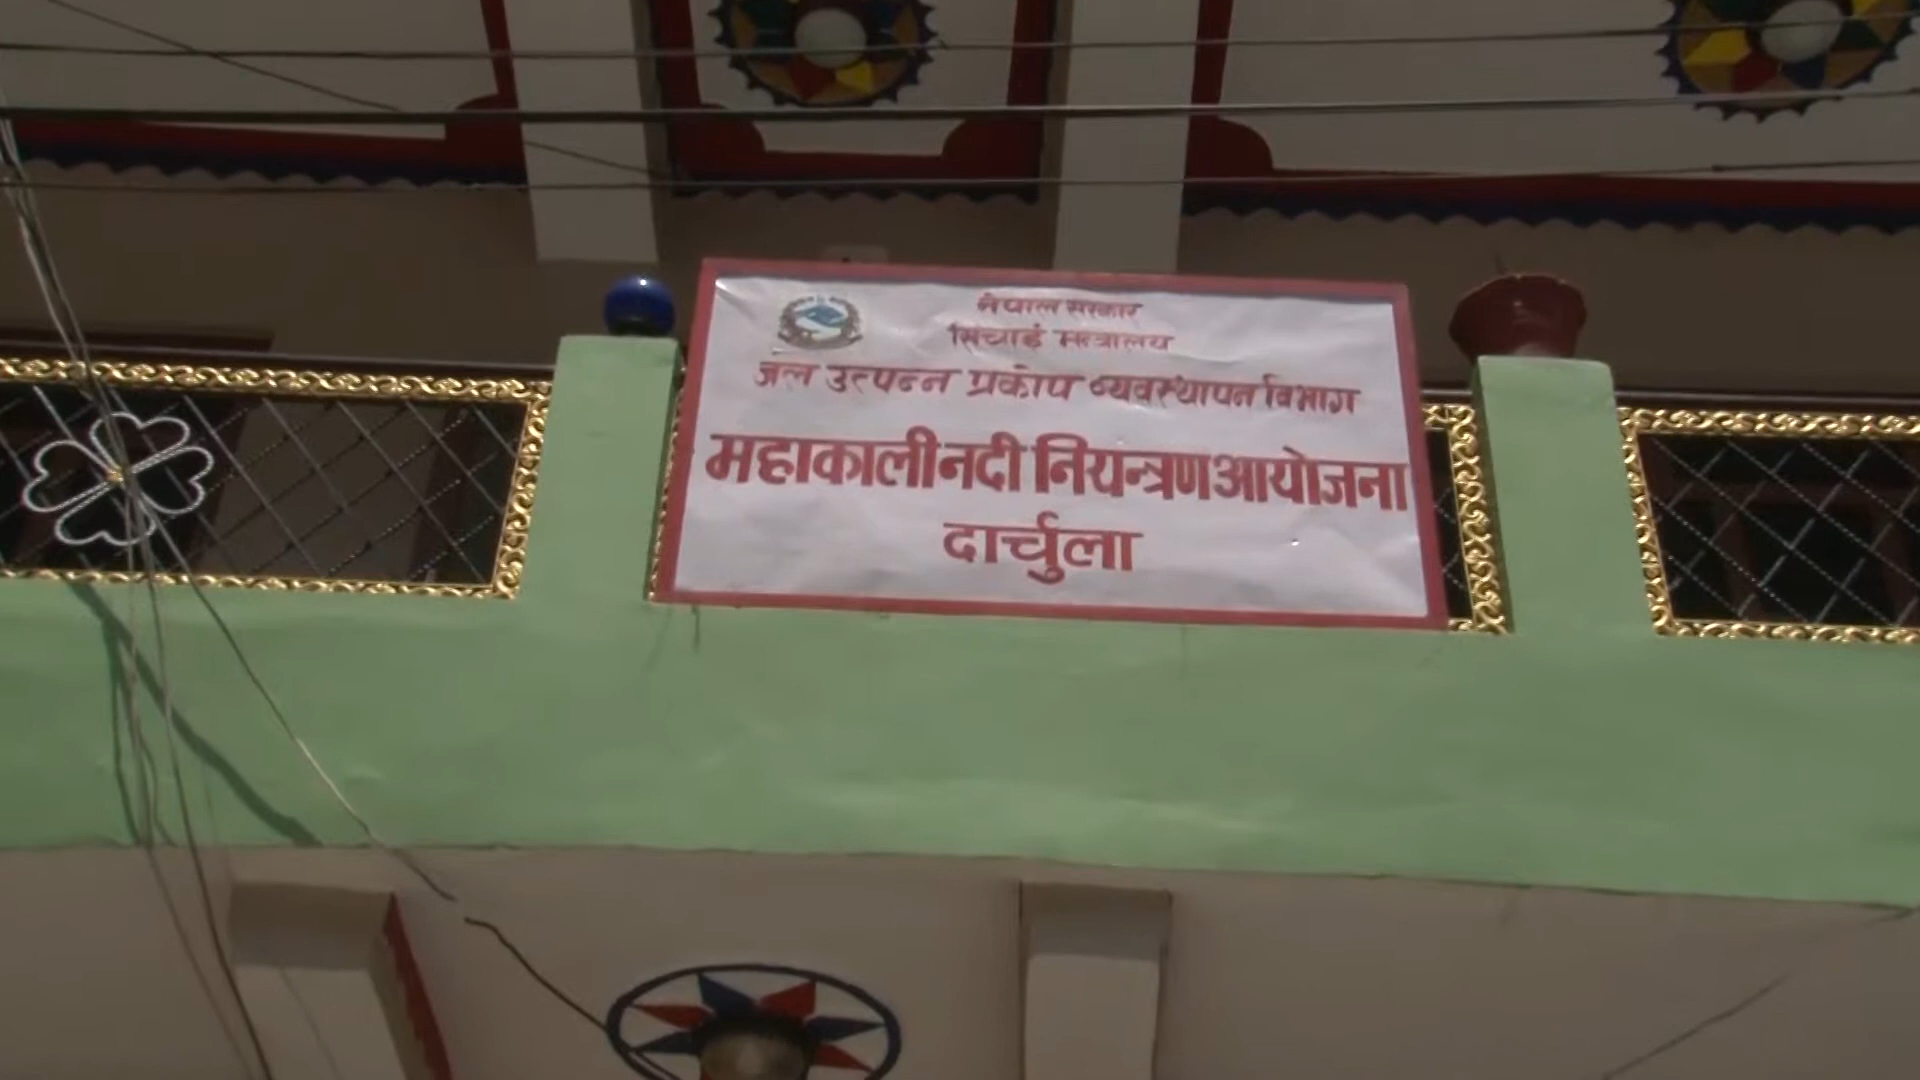 नेपाल सरकार
सिंचाई मन्त्रालय
जल उत्पन्न प्रकोप व्यवस्थापन विभाग
महाकाली नदी नियन्त्रण आयोजना
दार्चुला